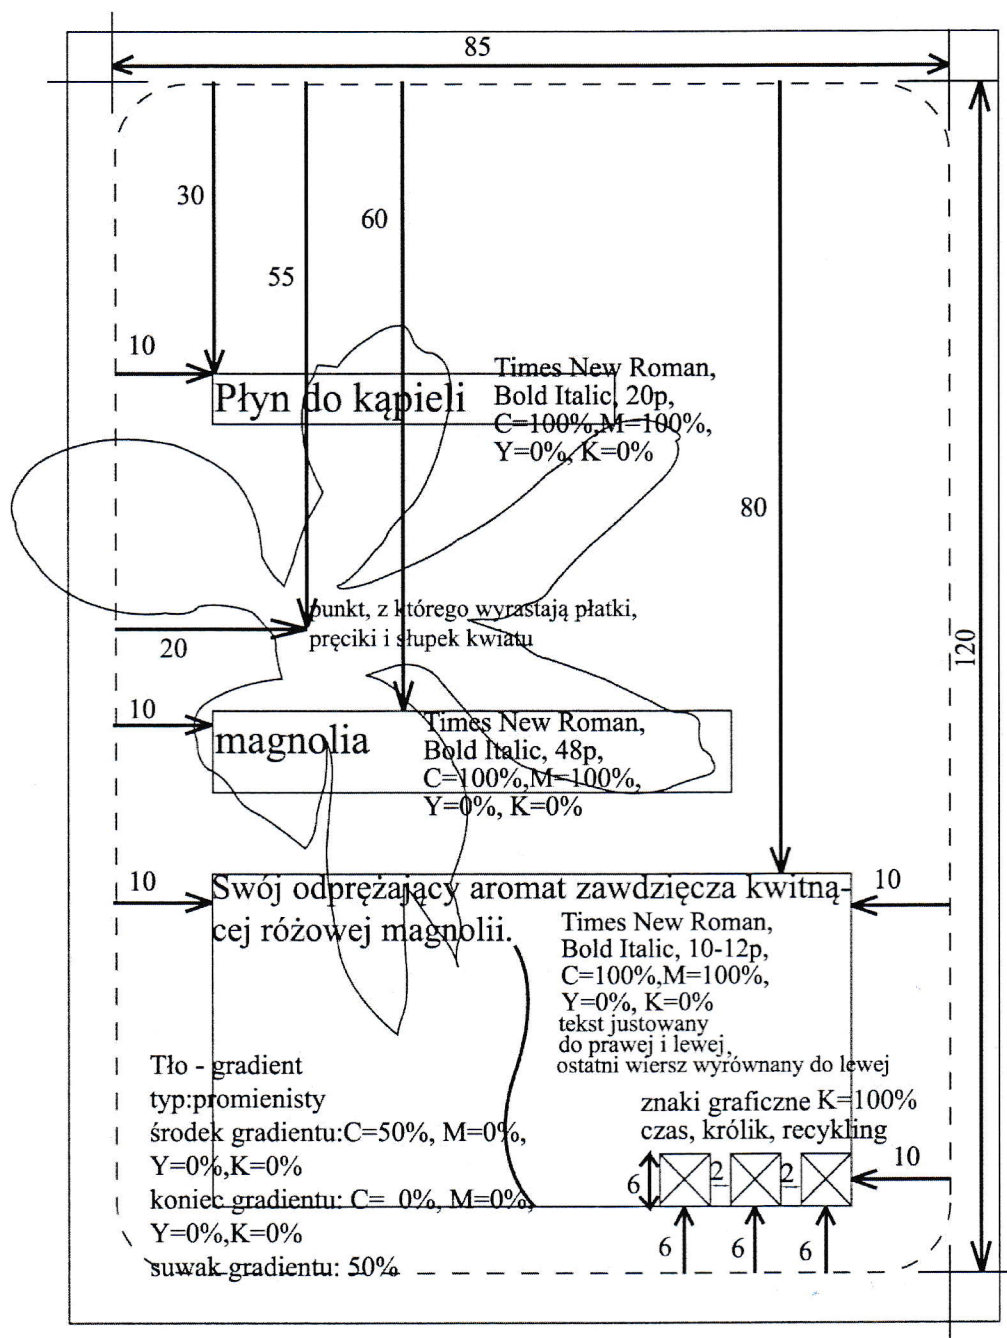 85
30
60
55
10
Times New Roman,
Bold Italic, 20p,
C=100%,M=100%,
Y=0%, K=0%
Płyn do kąpieli
80
punkt, z którego wyrastają płatki,
pręciki i słupek kwiatu
20
120
10
magnolia
Times New Roman,
Bold Italic, 48p,
C=100%,M=100%,
Y=0%, K=0%
10
Swój odprężający aromat zawdzięcza kwitną-
cej różowej magnolii.
10
Times New Roman,
Bold Italic, 10-12p,
C=100%,M=100%,
Y=0%, K=0%
tekst justowany
do prawej i lewej,
ostatni wiersz wyrównany do lewej
Tło - gradient
typ:promienisty
środek gradientu:C=50%, M=0%,
Y=0%,K=0%
koniec gradientu: C= 0%, M=0%,
Y=0%,K=0%
suwak gradientu: 50%
znaki graficzne K=100%
czas, królik, recykling
6 2 2 10
6 6 6